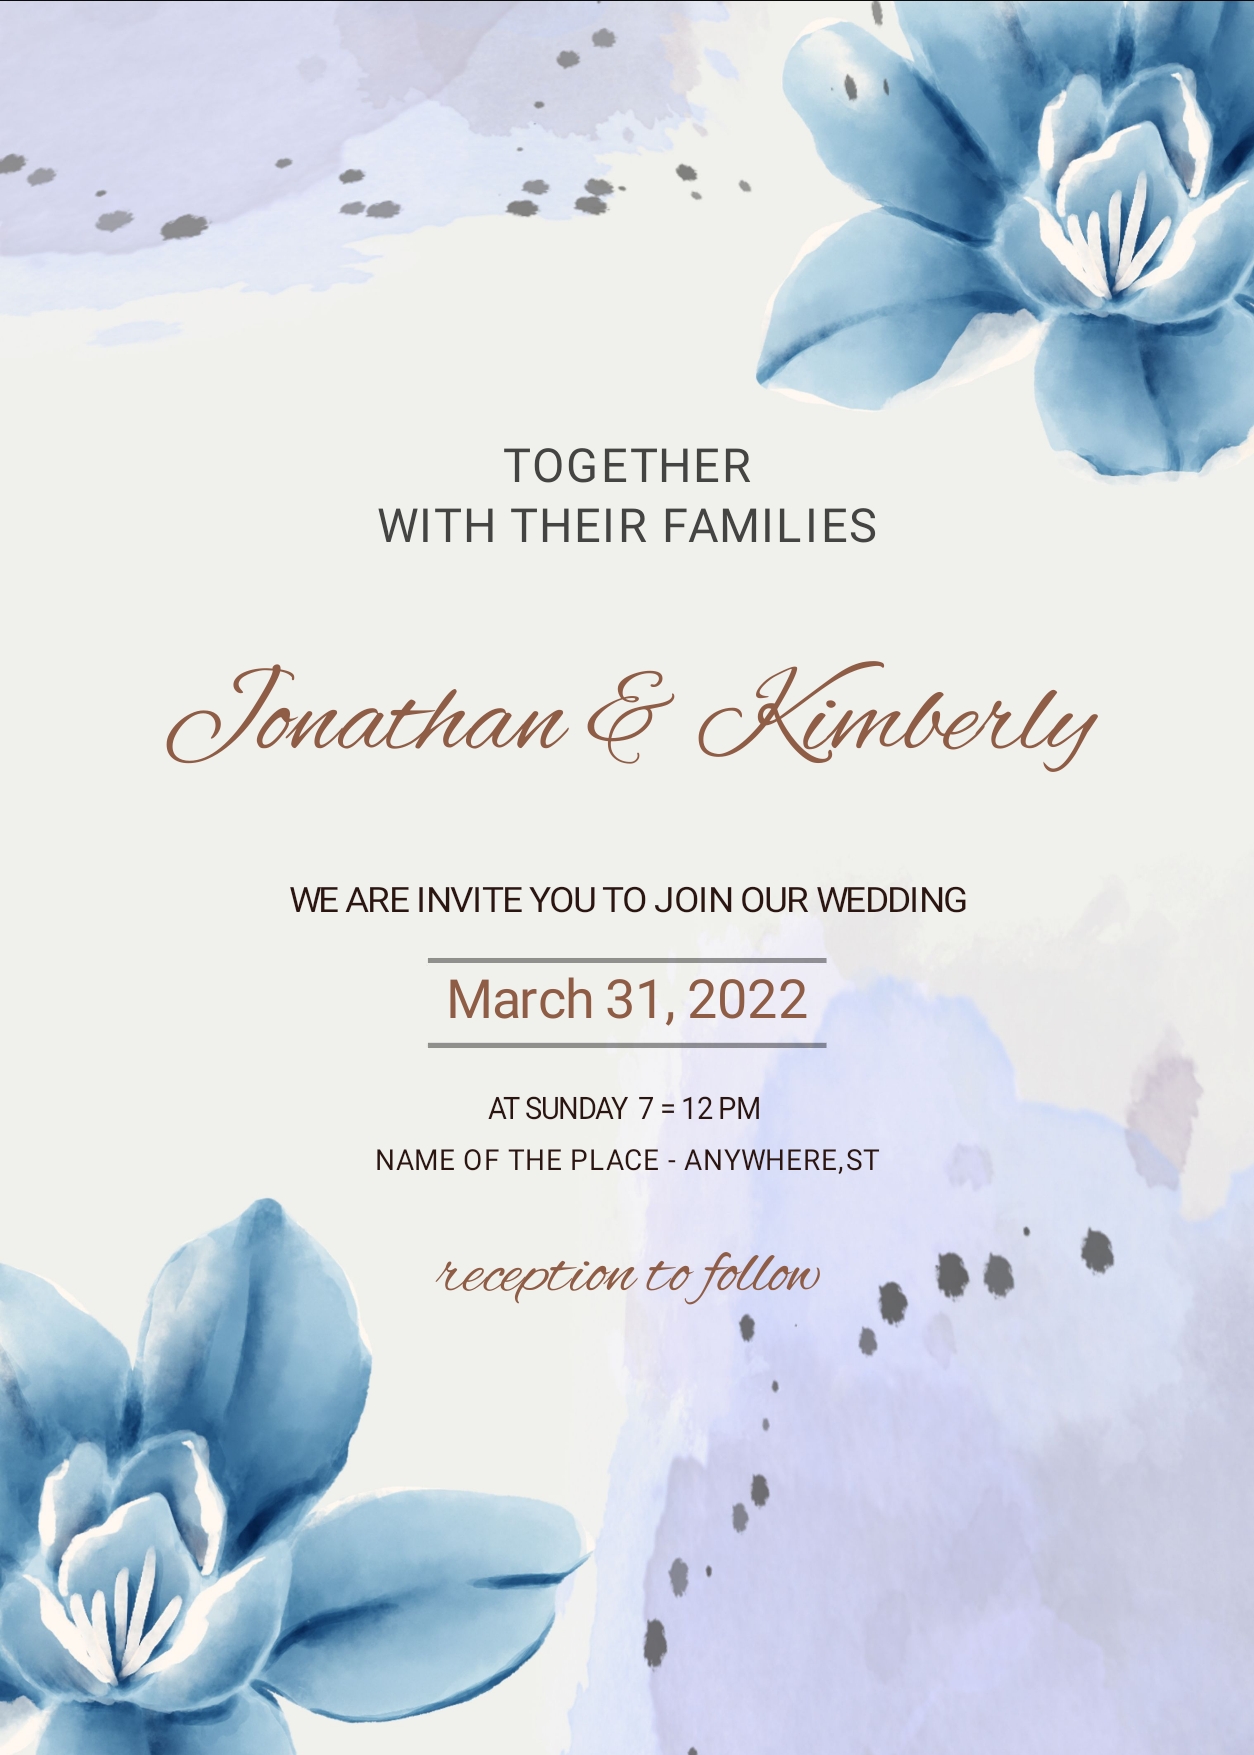 TOGETHER
WITH THEIR FAMILIES
Jonathan & Kimberly
WE ARE INVITE YOU TO JOIN OUR WEDDING
March 31, 2022
AT SUNDAY 7 = 12 PM
NAME OF THE PLACE - ANYWHERE,ST
reception to follow